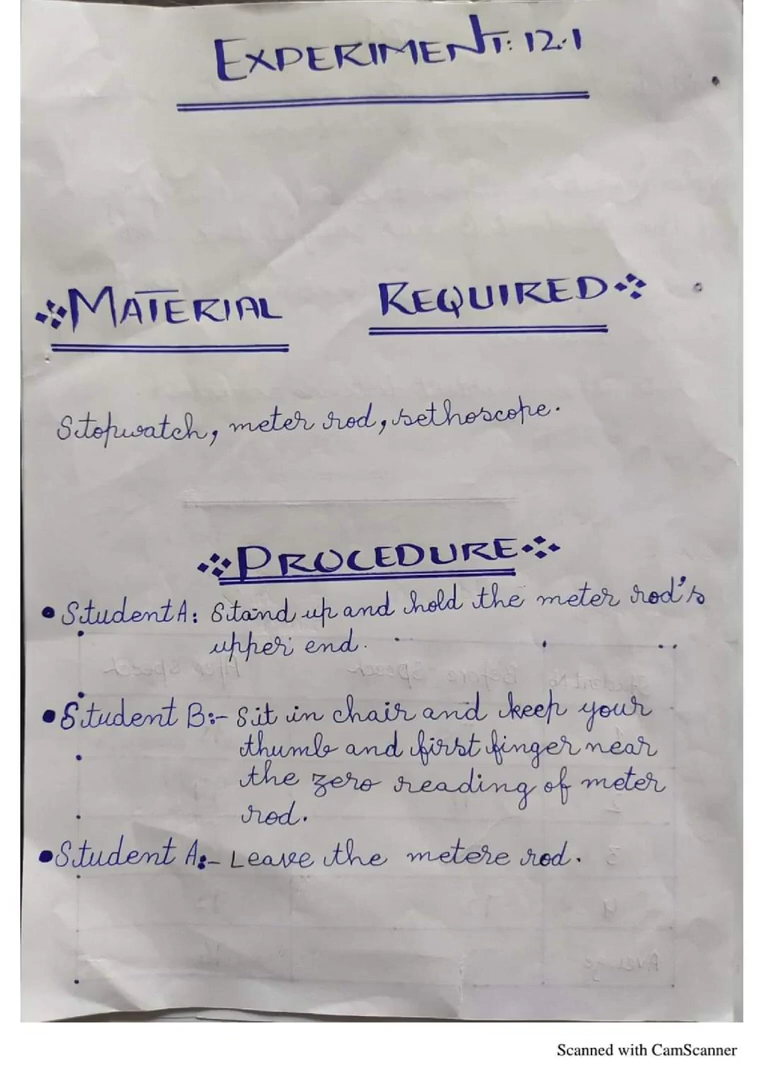 EXPERIMENT: 12.1
MATERIAL REQUIRED
Stopwatch, meter rod, sethoscope.
PROCEDURE
• Student A: Stand up and hold the meter rod's
upper end.
• Student B:- Sit in chair and keep your
thumb and first finger near
the zero reading of meter
rod.
• Student A:- Leave the metere rod.
Scanned with CamScanner